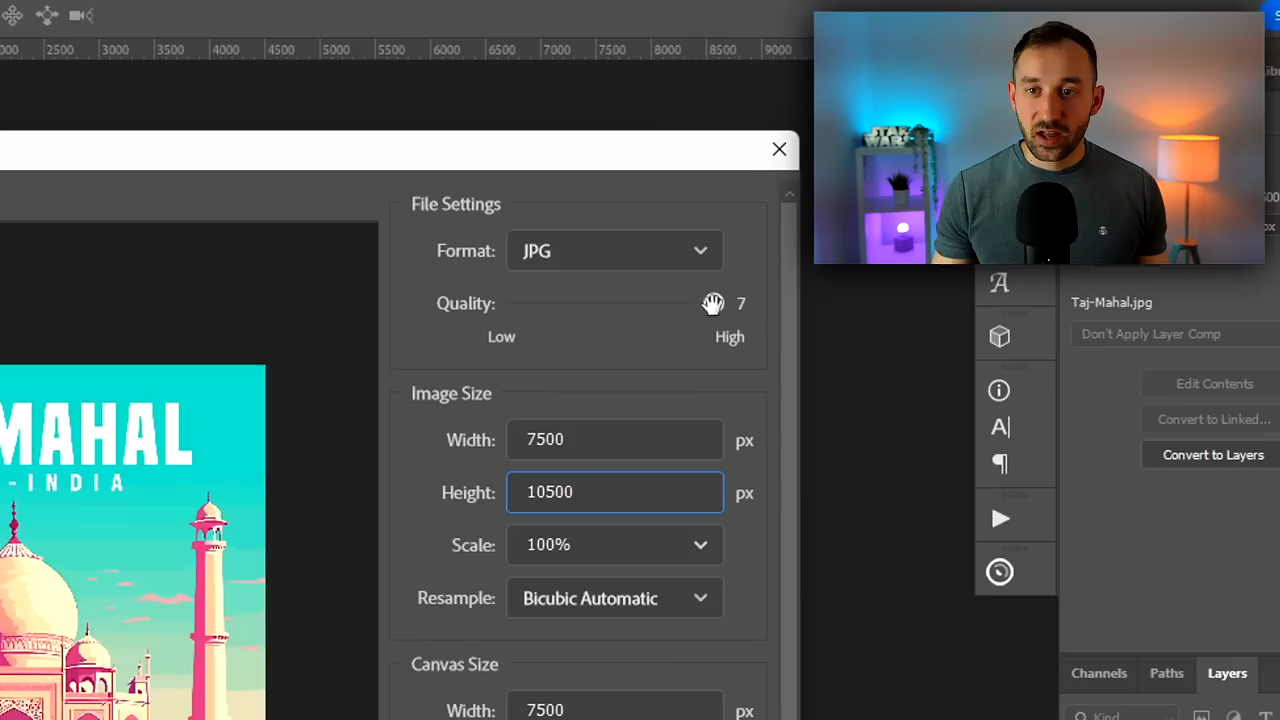 2500 3000 3500 4000 4500 5000 5500 6000 6500 7000 7500 8000 8500 9000
STAR
WARS
File Settings
Format: JPG
Quality: 7
Low High
Image Size
Width: 7500 px
Height: 10500 px
Scale: 100%
Resample: Bicubic Automatic
Canvas Size
Width: 7500 px
MAHAL
-INDIA
Taj-Mahal.jpg
Don't Apply Layer Comp
Edit Contents
Convert to Linked...
Convert to Layers
Channels Paths Layers
Kind